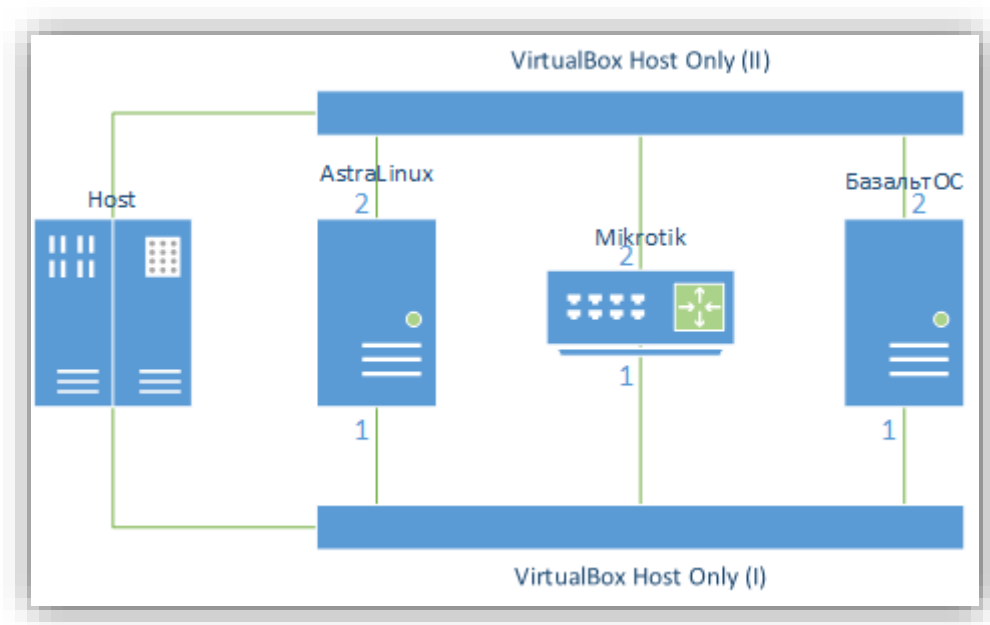 VirtualBox Host Only (II)
AstraLinux
2
БазальтОС
2
Host
Mikrotik
2
1
1
1
VirtualBox Host Only (I)